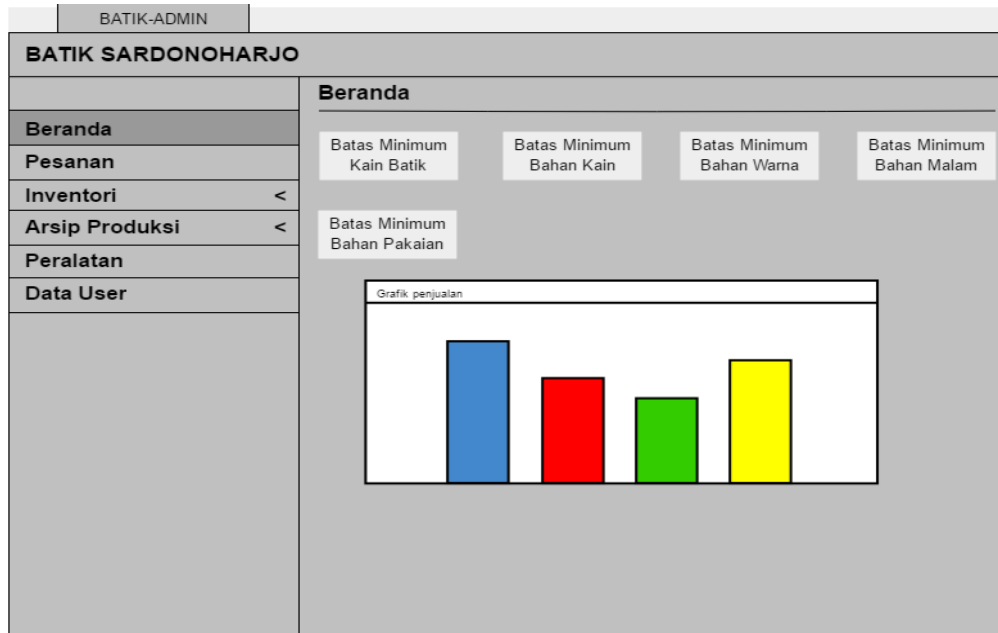 BATIK-ADMIN
BATIK SARDONOHARJO
Beranda
Pesanan
Inventori <
Arsip Produksi <
Peralatan
Data User
Beranda
Batas Minimum
Kain Batik
Batas Minimum
Bahan Kain
Batas Minimum
Bahan Warna
Batas Minimum
Bahan Malam
Batas Minimum
Bahan Pakaian
Grafik penjualan